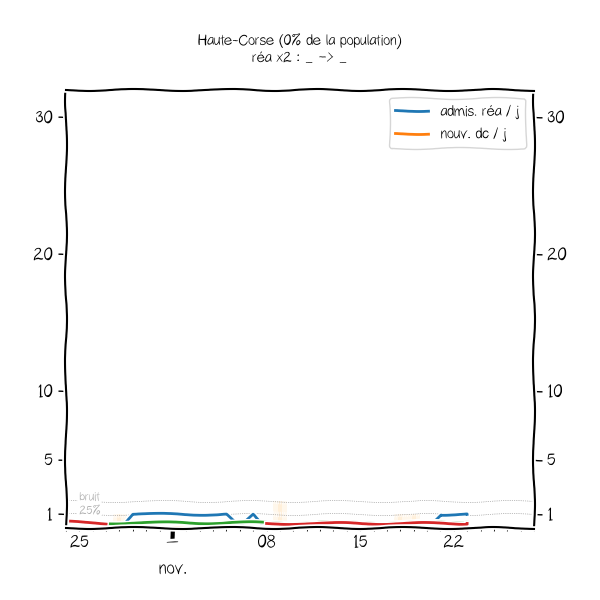 Haute-Corse (0% de la population)
réa x2 : _ -> _
admis. réa / j
nouv. dc / j
30
30
20
20
10
10
5
5
bruit
25%
1
1
25
1
08
15
22
nov.